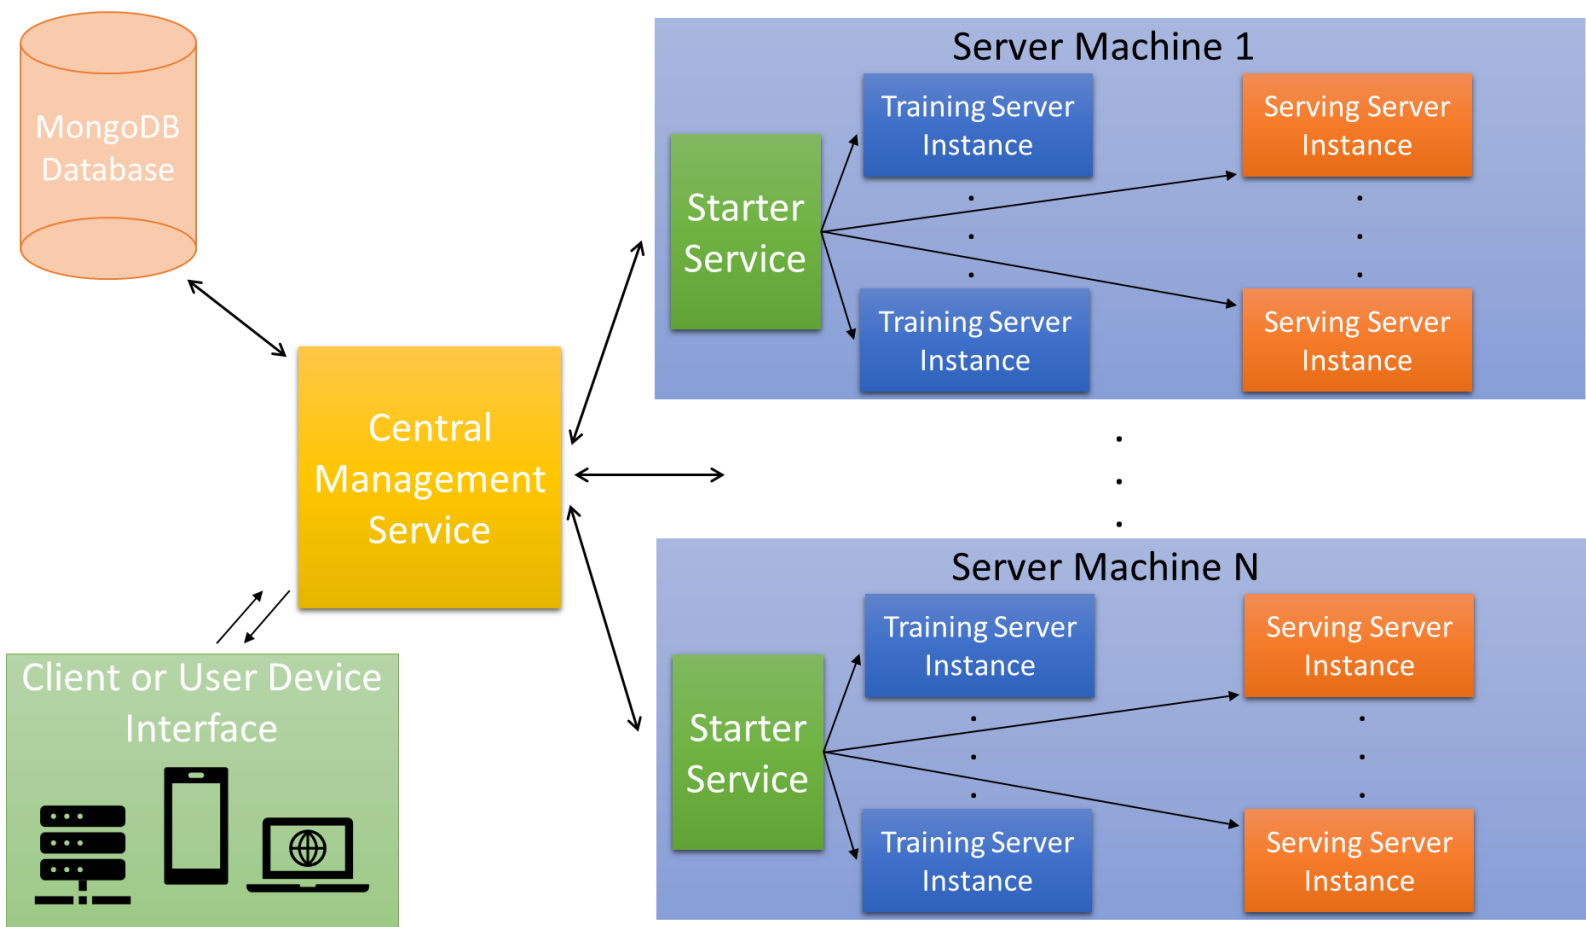 MongoDB
Database
Central
Management
Service
Client or User Device
Interface
Server Machine 1
Starter
Service
Training Server
Instance
Serving Server
Instance
Training Server
Instance
Serving Server
Instance
Server Machine N
Starter
Service
Training Server
Instance
Serving Server
Instance
Training Server
Instance
Serving Server
Instance